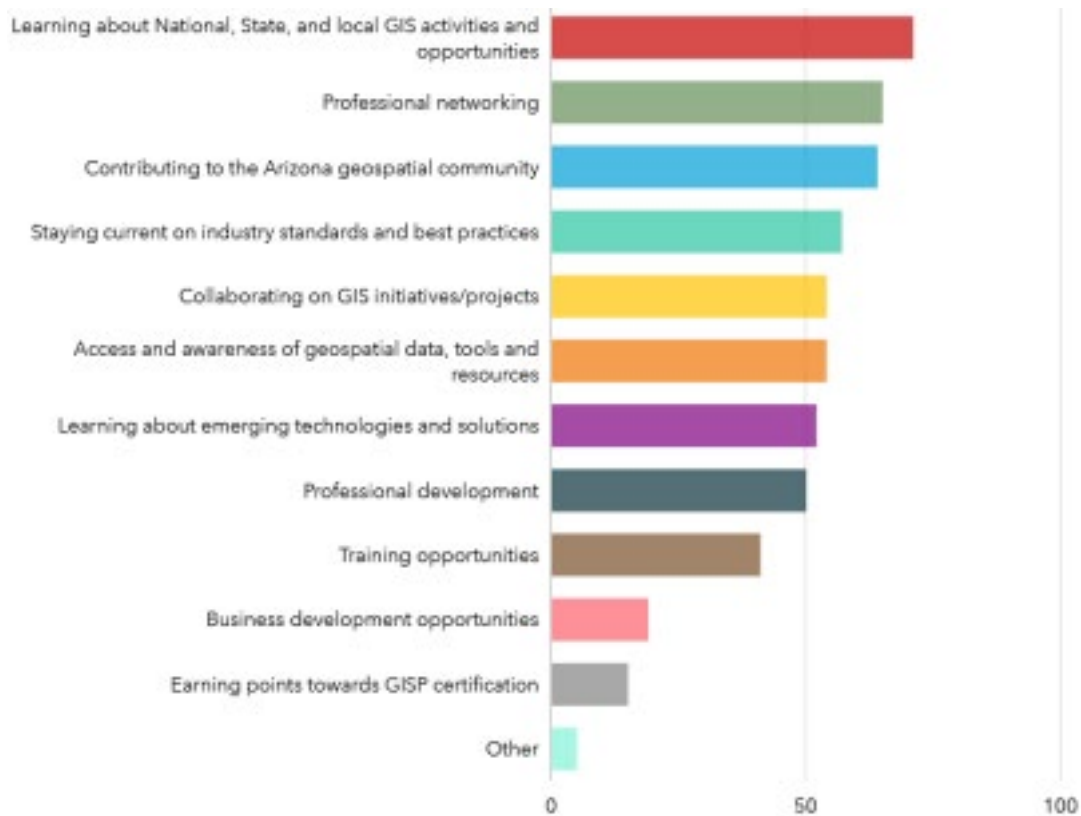 Learning about National, State, and local GIS activities and
opportunities
Professional networking
Contributing to the Arizona geospatial community
Staying current on industry standards and best practices
Collaborating on GIS initiatives/projects
Access and awareness of geospatial data, tools and
resources
Learning about emerging technologies and solutions
Professional development
Training opportunities
Business development opportunities
Earning points towards GISP certification
Other
0 50 100